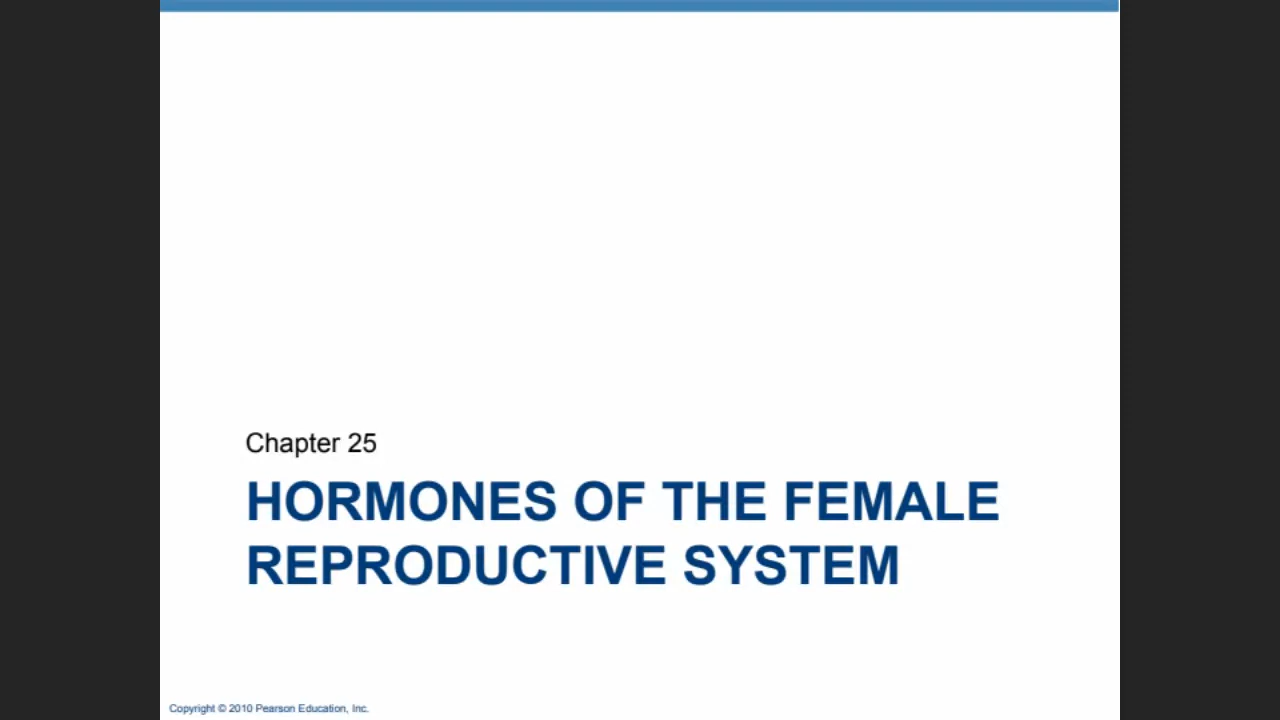 Chapter 25
HORMONES OF THE FEMALE
REPRODUCTIVE SYSTEM
Copyright © 2010 Pearson Education, Inc.